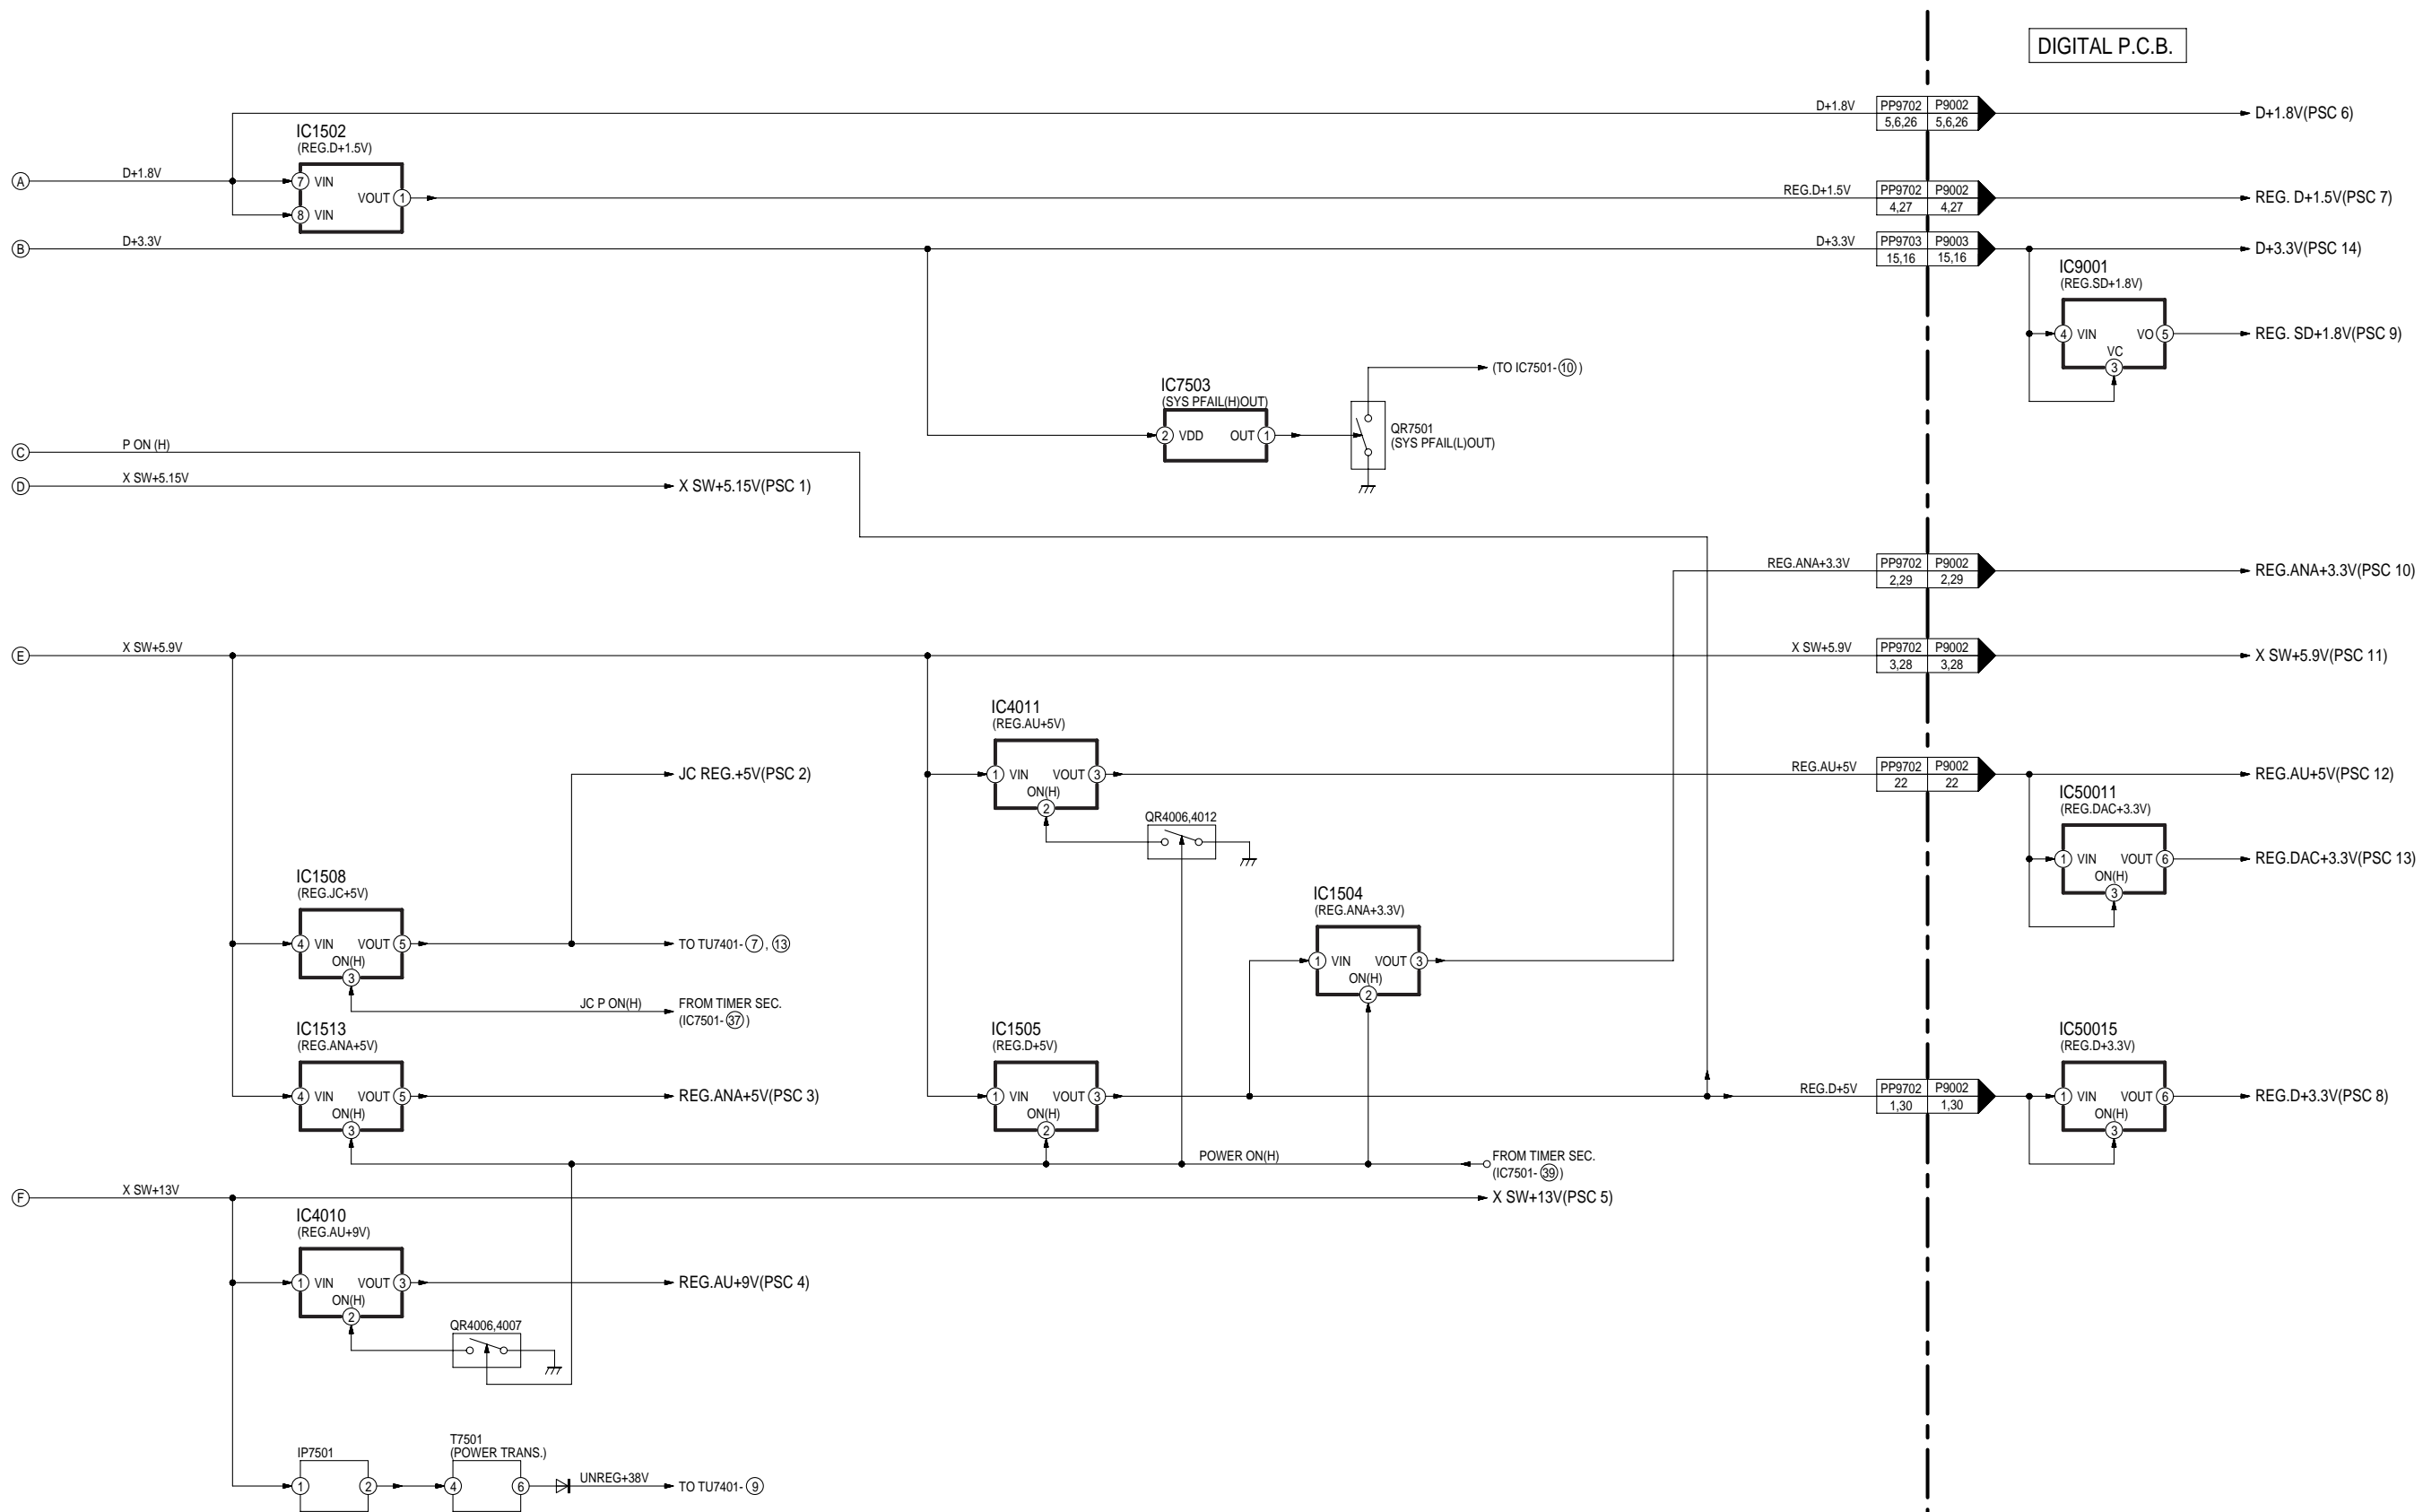 DIGITAL P.C.B.
D+1.8V
PP9702 P9002
5,6,26 5,6,26
D+1.8V(PSC 6)
IC1502
(REG.D+1.5V)
A D+1.8V
7 VIN
VOUT 1
8 VIN
REG.D+1.5V
PP9702 P9002
4,27 4,27
REG. D+1.5V(PSC 7)
B D+3.3V
D+3.3V
PP9703 P9003
15,16 15,16
D+3.3V(PSC 14)
IC9001
(REG.SD+1.8V)
4 VIN VO 5
VC
3
REG. SD+1.8V(PSC 9)
(TO IC7501-10)
IC7503
(SYS PFAIL(H)OUT)
2 VDD OUT 1
QR7501
(SYS PFAIL(L)OUT)
C P ON (H)
D X SW+5.15V
X SW+5.15V(PSC 1)
REG.ANA+3.3V
PP9702 P9002
2,29 2,29
REG.ANA+3.3V(PSC 10)
E X SW+5.9V
X SW+5.9V
PP9702 P9002
3,28 3,28
X SW+5.9V(PSC 11)
IC4011
(REG.AU+5V)
1 VIN VOUT 3
ON(H)
2
JC REG.+5V(PSC 2)
REG.AU+5V
PP9702 P9002
22 22
REG.AU+5V(PSC 12)
QR4006,4012
IC50011
(REG.DAC+3.3V)
1 VIN VOUT 6
ON(H)
3
REG.DAC+3.3V(PSC 13)
IC1508
(REG.JC+5V)
4 VIN VOUT 5
ON(H)
3
TO TU7401-7, 13
JC P ON(H)
FROM TIMER SEC.
(IC7501-37)
IC1504
(REG.ANA+3.3V)
1 VIN VOUT 3
ON(H)
2
IC1513
(REG.ANA+5V)
4 VIN VOUT 5
ON(H)
3
REG.ANA+5V(PSC 3)
IC1505
(REG.D+5V)
1 VIN VOUT 3
ON(H)
2
REG.D+5V
PP9702 P9002
1,30 1,30
IC50015
(REG.D+3.3V)
1 VIN VOUT 6
ON(H)
3
REG.D+3.3V(PSC 8)
POWER ON(H)
FROM TIMER SEC.
(IC7501-39)
F X SW+13V
X SW+13V(PSC 5)
IC4010
(REG.AU+9V)
1 VIN VOUT 3
ON(H)
2
REG.AU+9V(PSC 4)
QR4006,4007
IP7501
1 2
T7501
(POWER TRANS.)
4 6
UNREG+38V
TO TU7401-9